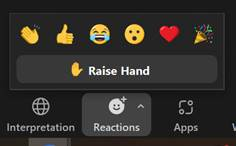 Raise Hand
Interpretation
Reactions
Apps